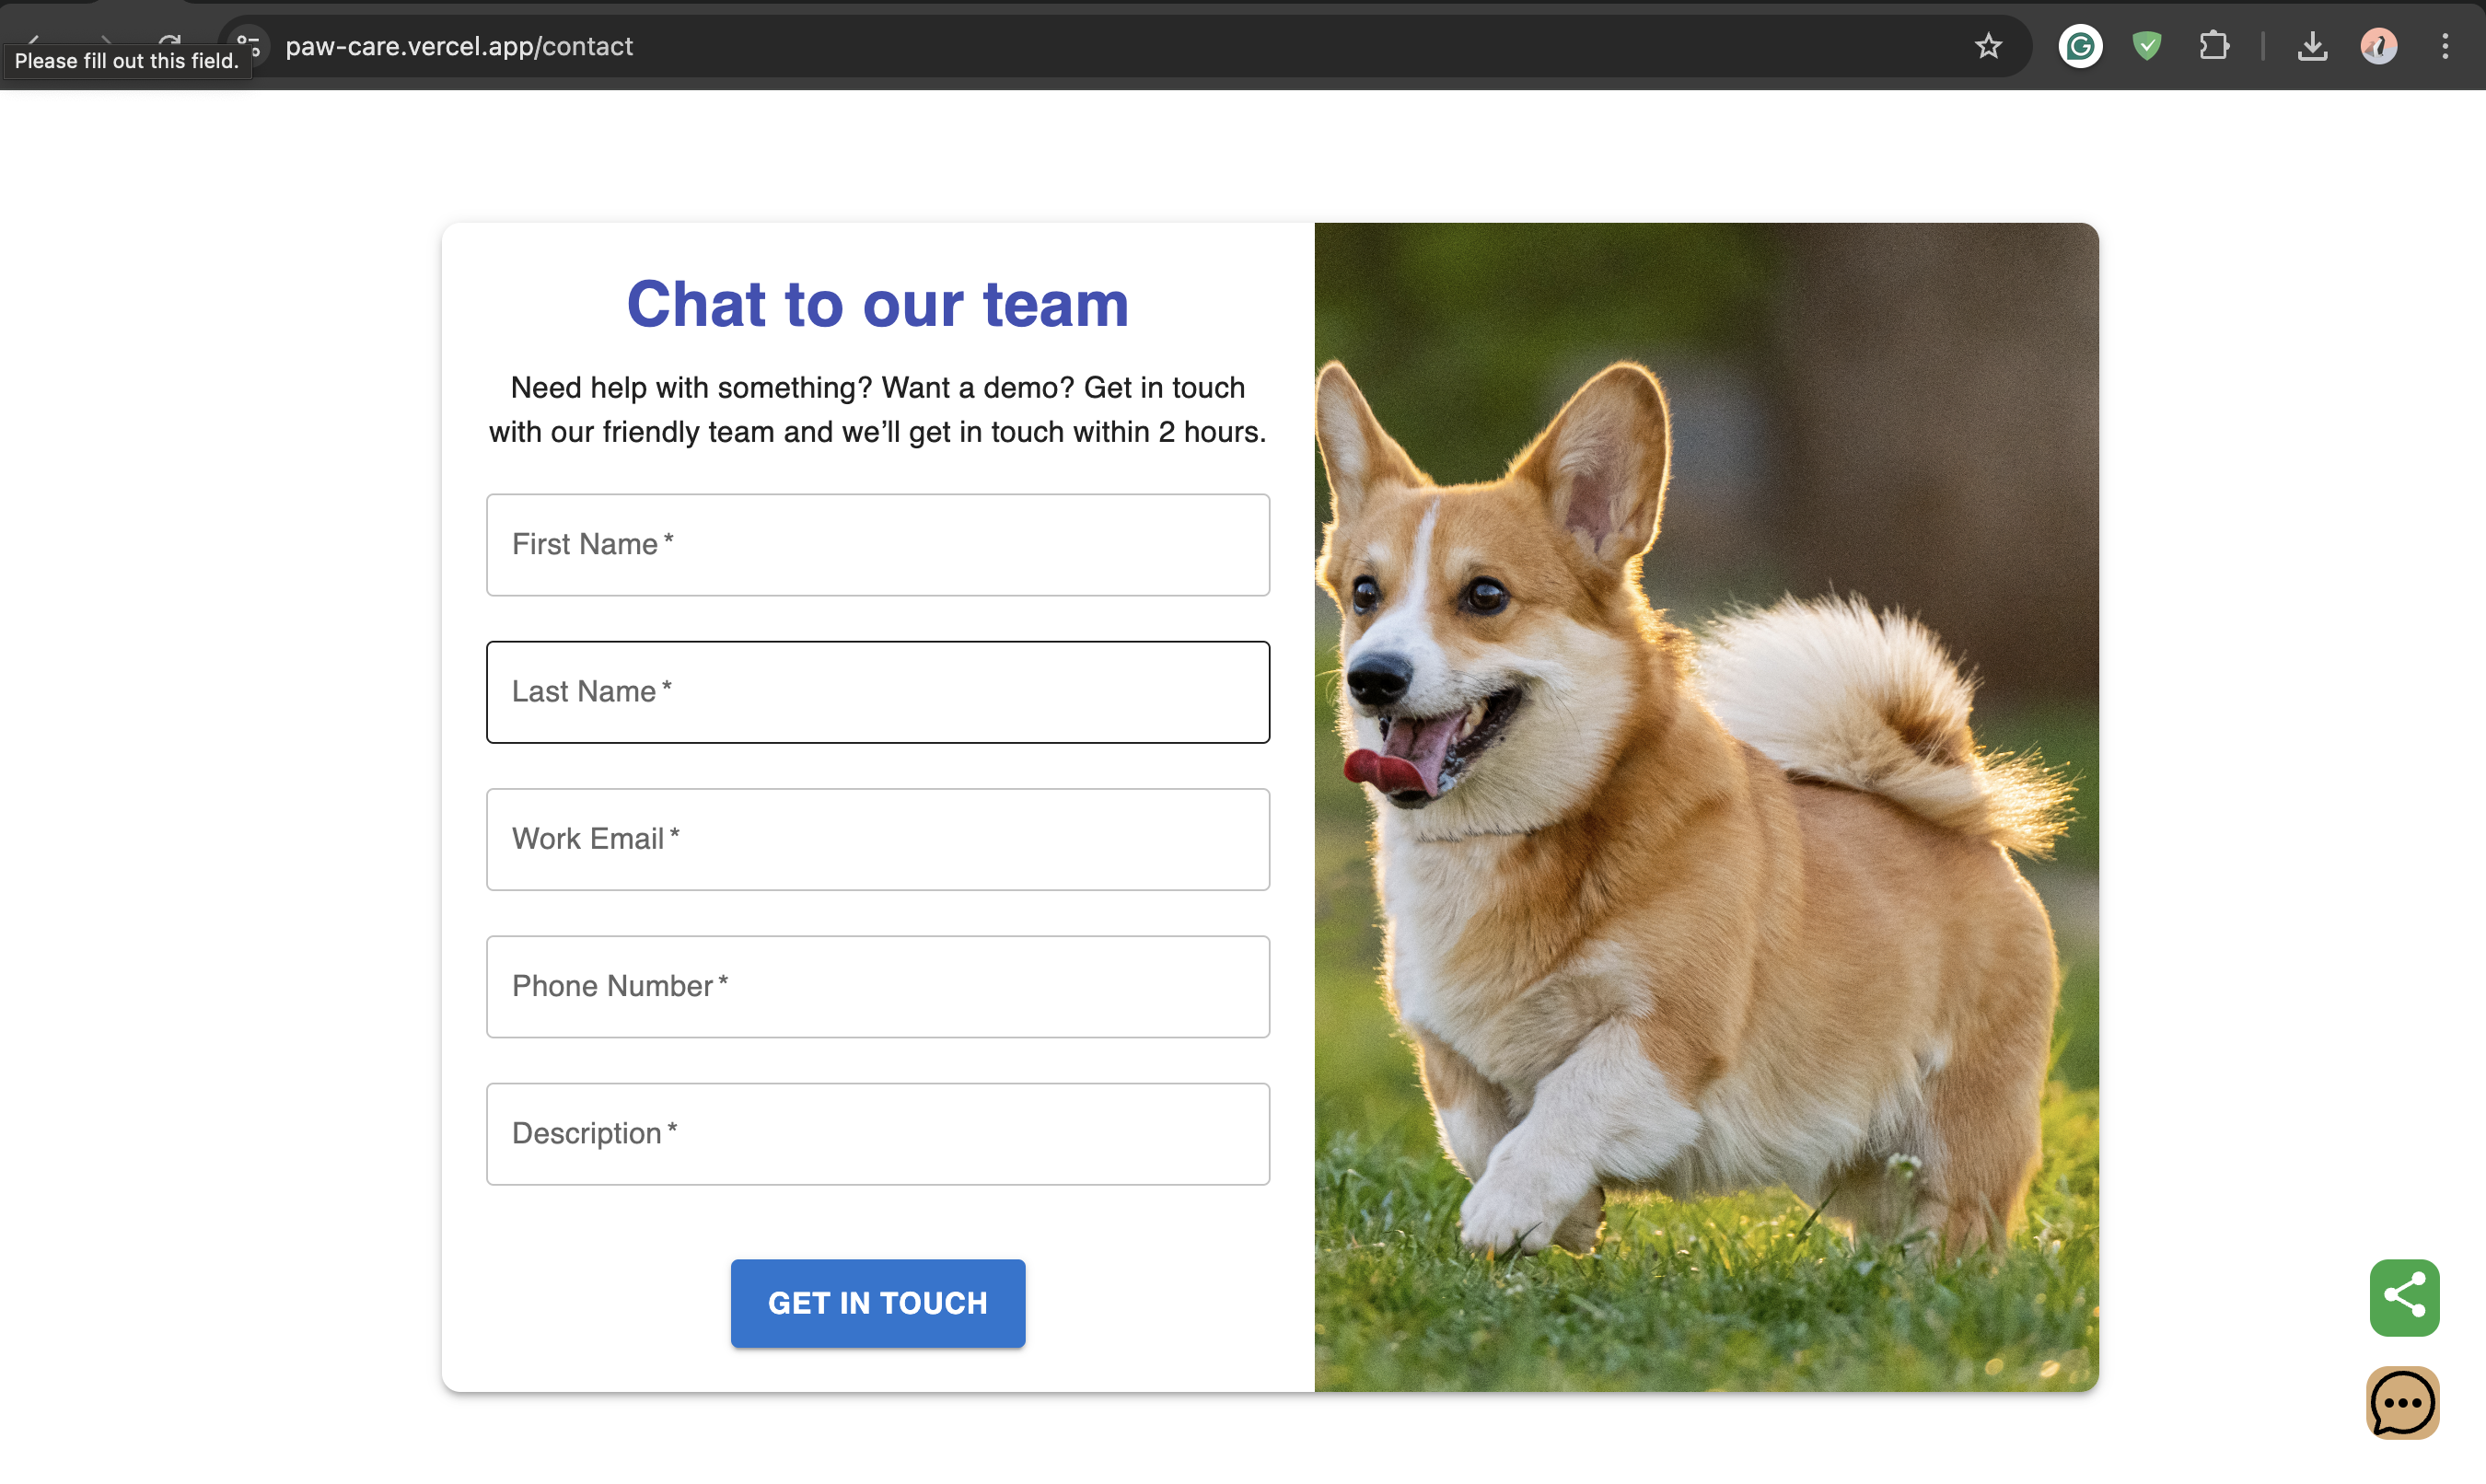 paw-care.vercel.app/contact
Please fill out this field.
Chat to our team
Need help with something? Want a demo? Get in touch
with our friendly team and we’ll get in touch within 2 hours.
First Name *
Last Name *
Work Email *
Phone Number *
Description *
GET IN TOUCH